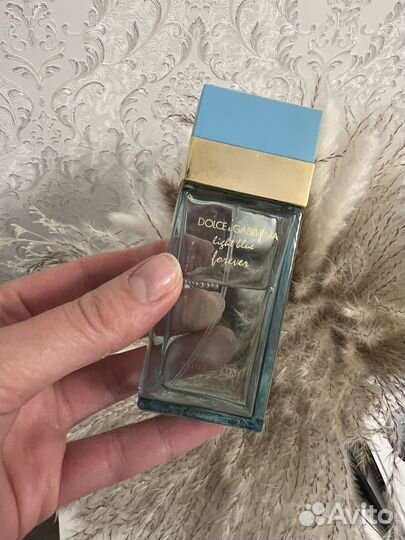 DOLCE & GABBANA
light blue
forever
Avito